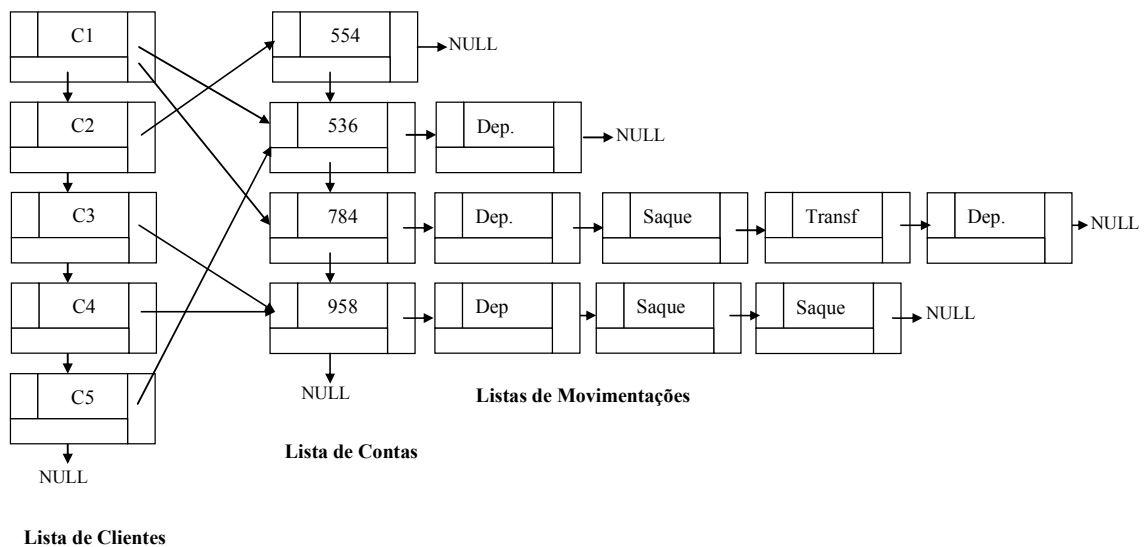 C1 554 NULL
C2 536 Dep. NULL
C3 784 Dep. Saque Transf Dep. NULL
C4 958 Dep Saque Saque NULL
C5 NULL Listas de Movimentações
Lista de Contas
NULL
Lista de Clientes